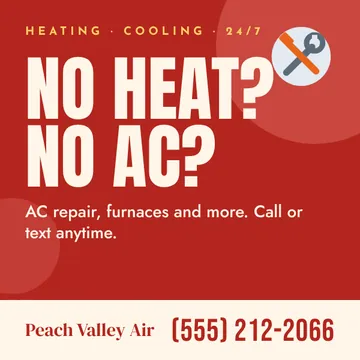 HEATING · COOLING · 24/7
NO HEAT?
NO AC?
AC repair, furnaces and more. Call or
text anytime.
Peach Valley Air (555) 212-2066